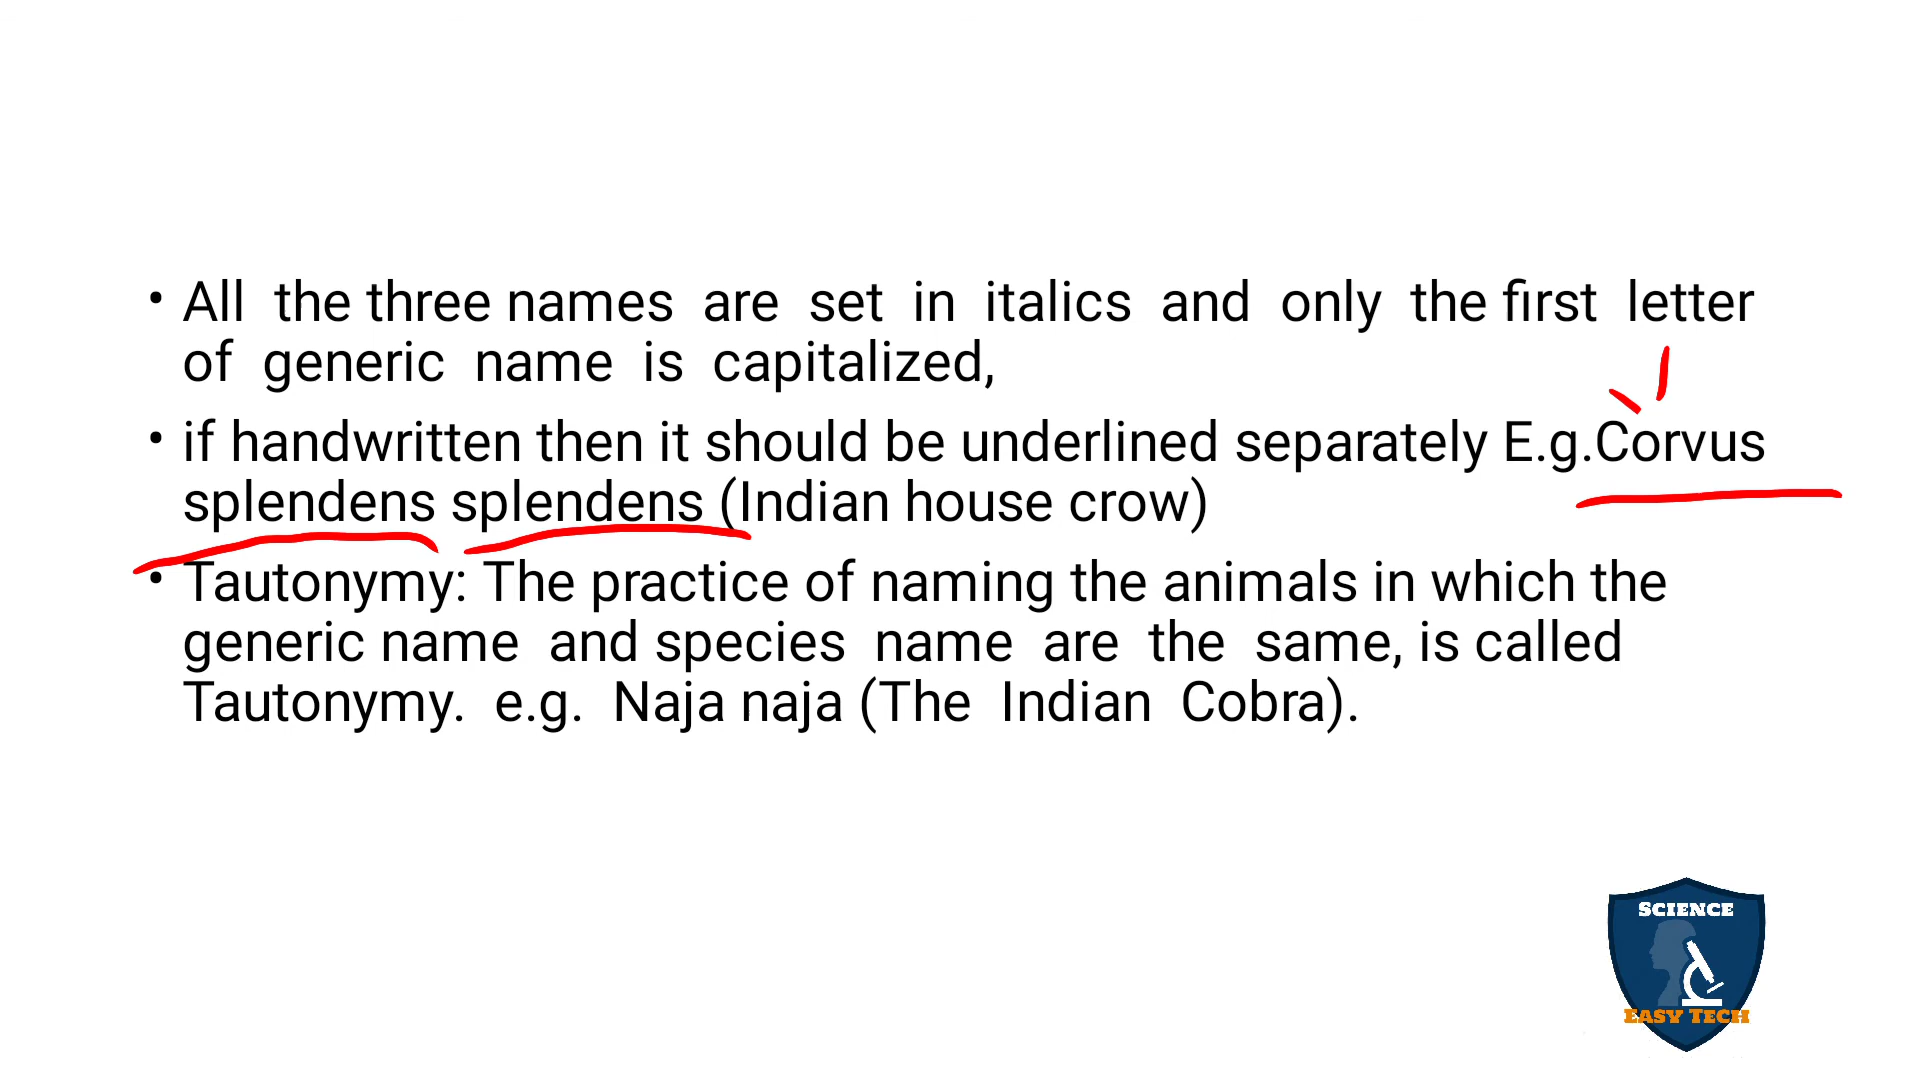 • All the three names are set in italics and only the first letter
of generic name is capitalized,
• if handwritten then it should be underlined separately E.g.Corvus
splendens splendens (Indian house crow)
• Tautonymy: The practice of naming the animals in which the
generic name and species name are the same, is called
Tautonymy. e.g. Naja naja (The Indian Cobra).
SCIENCE
EASY TECH